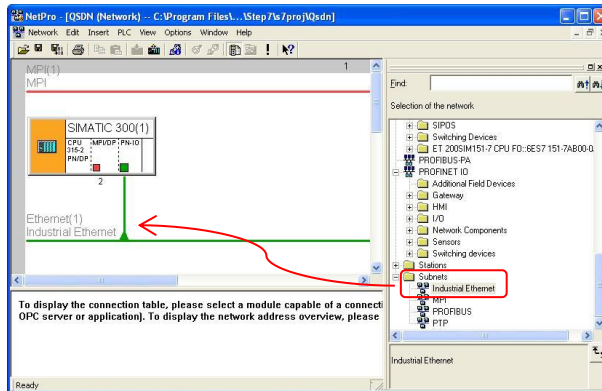 NetPro - [QSDN (Network) -- C:\Program Files\...\Step7\s7proj\Qsdn]
Network Edit Insert PLC View Options Window Help
MPI(1)
MPI
1
SIMATIC 300(1)
CPU MPI/DP PN-IO
315-2
PN/DP
2
Ethernet(1)
Industrial Ethernet
To display the connection table, please select a module capable of a connecti
OPC server or application). To display the network address overview, please
Ready
Find:
Selection of the network
SIPOS
Switching Devices
ET 200SIM151-7 CPU FO::6ES7 151-7AB00-0
PROFIBUS-PA
PROFINET IO
Additional Field Devices
Gateway
HMI
I/O
Network Components
Sensors
Switching devices
Stations
Subnets
Industrial Ethernet
MPI
PROFIBUS
PTP
Industrial Ethernet